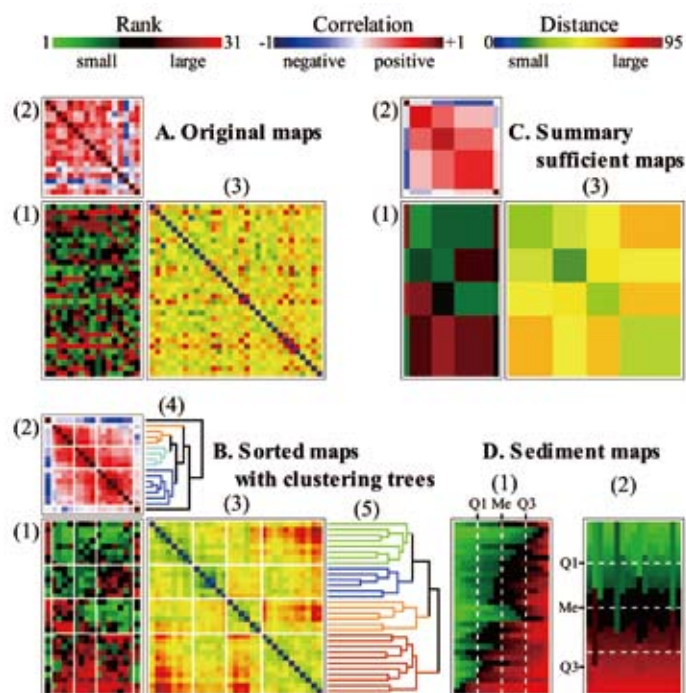 Rank Correlation Distance
1 31 -1 +1 0 95
small large negative positive small large
(2) A. Original maps (2) C. Summary
sufficient maps
(3) (3)
(1) (1)
(4)
(2) B. Sorted maps D. Sediment maps
with clustering trees
(3) (5) (1) (2)
Q1 Me Q3
(1)
Q1
Me
Q3